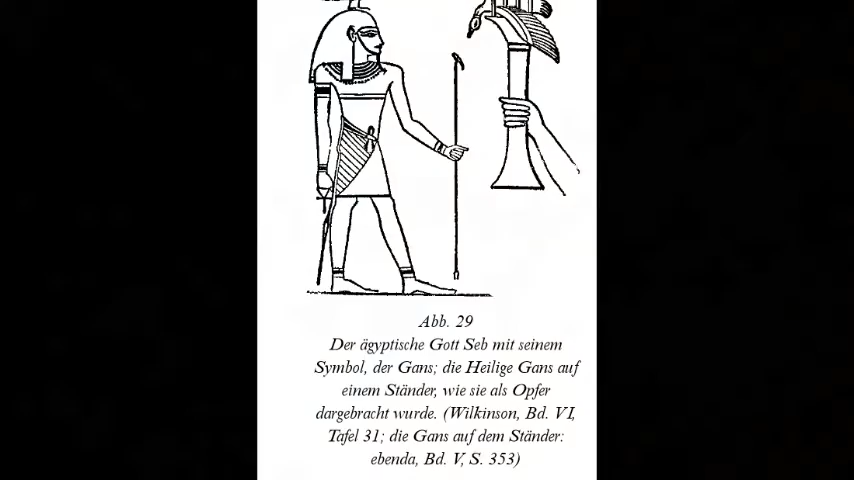 Abb. 29
Der ägyptische Gott Seb mit seinem
Symbol, der Gans; die Heilige Gans auf
einem Ständer, wie sie als Opfer
dargebracht wurde. (Wilkinson, Bd. VI,
Tafel 31; die Gans auf dem Ständer:
ebenda, Bd. V, S. 353)